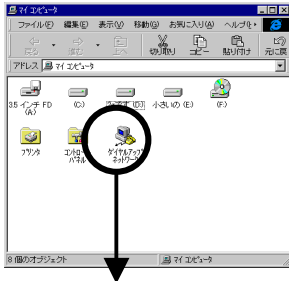 マイ コンピュータ
ファイル(F) 編集(E) 表示(V) 移動(G) お気に入り(A) ヘルプ(H)
戻る 進む 上へ 切り取り コピー 貼り付け 元に戻
アドレス マイ コンピュータ
3.5 インチ FD (A:) (C:) (D:) 小さいの (E:) (F:)
プリンタ コントロール パネル ダイヤルアップ ネットワーク
8 個のオブジェクト マイ コンピュータ